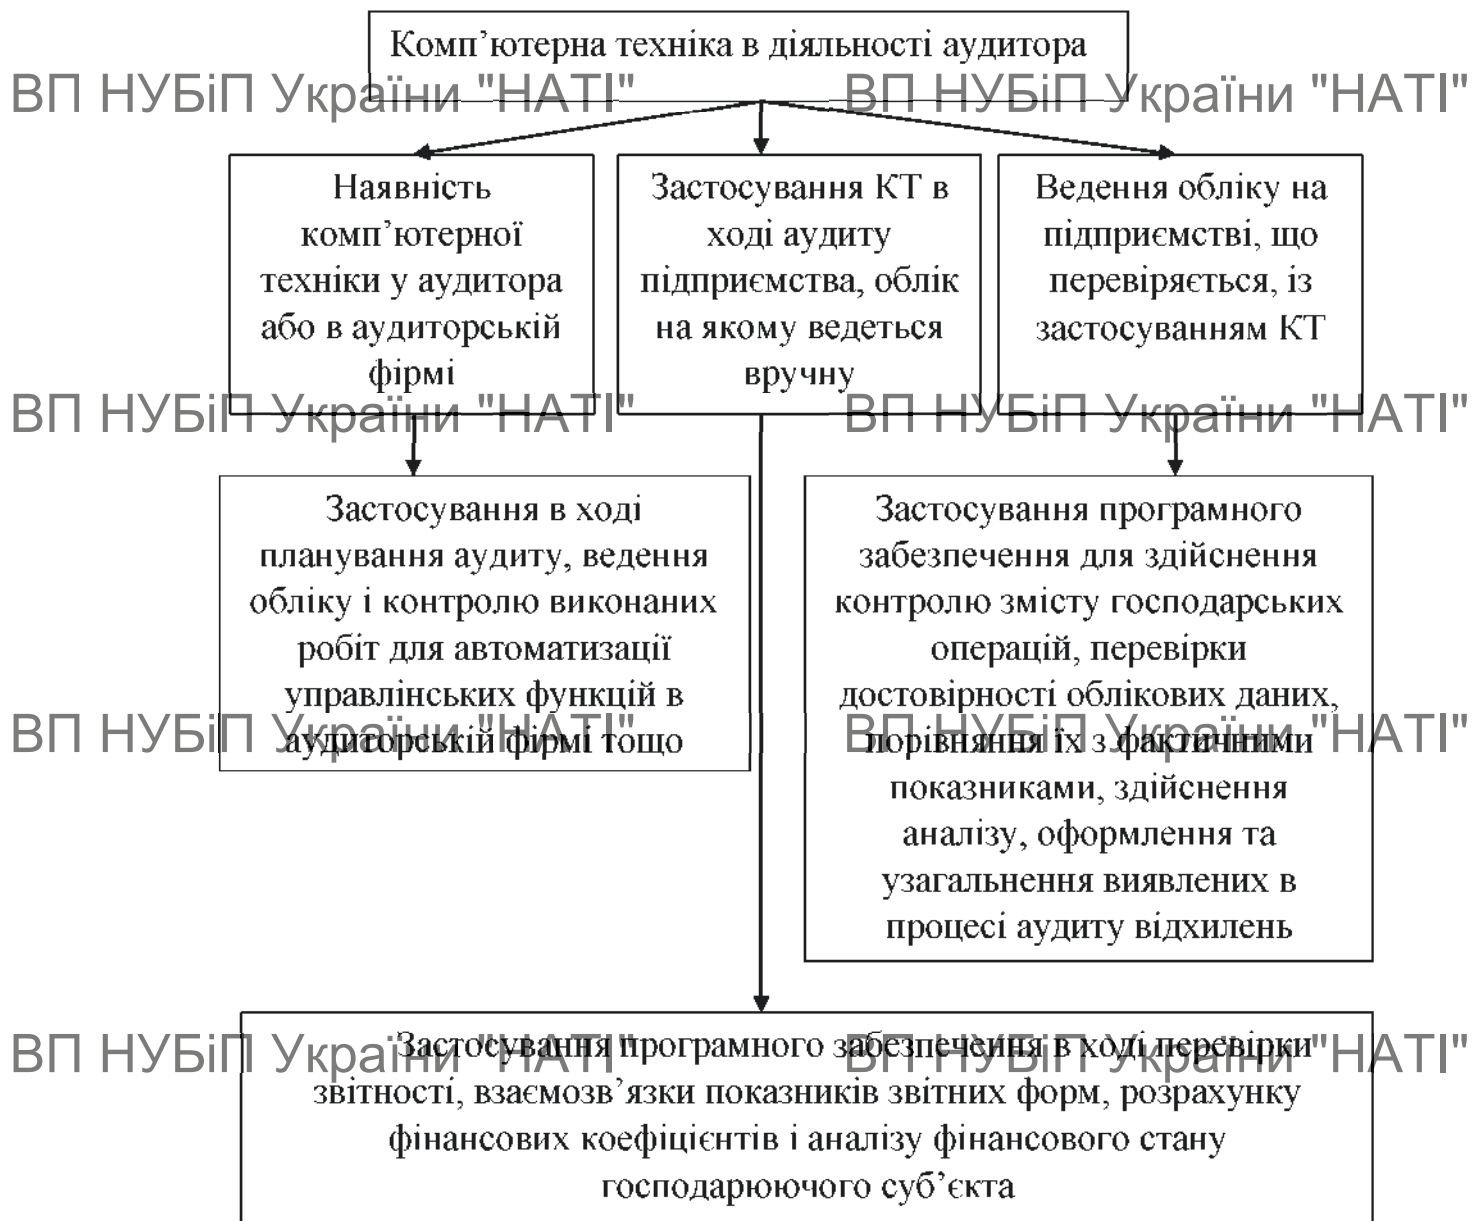 Комп’ютерна техніка в діяльності аудитора
ВП НУБіП України "НАТІ"
ВП НУБіП України "НАТІ"
Наявність
комп’ютерної
техніки у аудитора
або в аудиторській
фірмі
Застосування КТ в
ході аудиту
підприємства, облік
на якому ведеться
вручну
Ведення обліку на
підприємстві, що
перевіряється, із
застосуванням КТ
ВП НУБіП України "НАТІ"
ВП НУБіП України "НАТІ"
Застосування в ході
планування аудиту, ведення
обліку і контролю виконаних
робіт для автоматизації
управлінських функцій в
аудиторській фірмі тощо
Застосування програмного
забезпечення для здійснення
контролю змісту господарських
операцій, перевірки
достовірності облікових даних,
порівняння їх з фактичними
показниками, здійснення
аналізу, оформлення та
узагальнення виявлених в
процесі аудиту відхилень
ВП НУБіП України "НАТІ"
ВП НУБіП України "НАТІ"
Застосування програмного забезпечення в ході перевірки
звітності, взаємозв’язки показників звітних форм, розрахунку
фінансових коефіцієнтів і аналізу фінансового стану
господарюючого суб’єкта
ВП НУБіП України "НАТІ"
ВП НУБіП України "НАТІ"